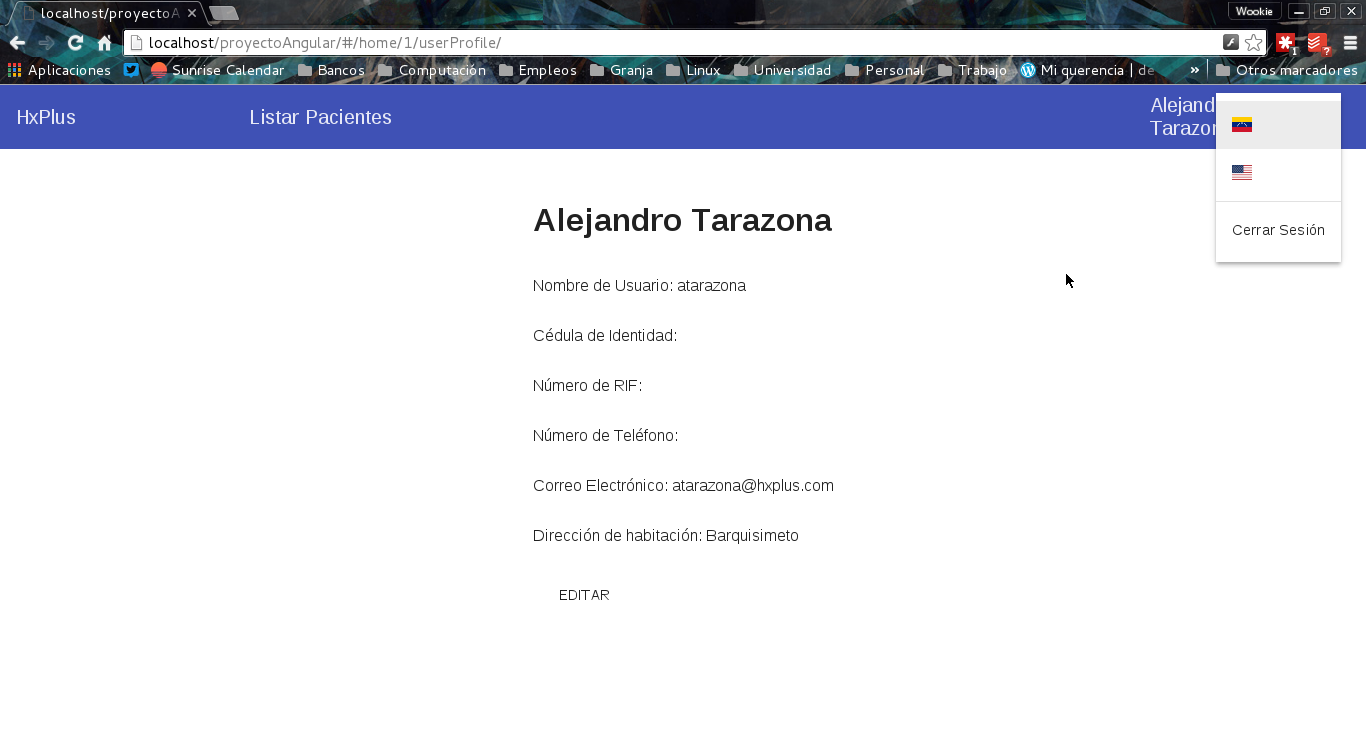 localhost/proyectoA
Wookie
localhost/proyectoAngular/#/home/1/userProfile/
1
?
Aplicaciones
Sunrise Calendar
Bancos
Computación
Empleos
Granja
Linux
Universidad
Personal
Trabajo
Mi querencia | de
»
Otros marcadores
HxPlus
Listar Pacientes
Alejand
Tarazon
Cerrar Sesión
Alejandro Tarazona
Nombre de Usuario: atarazona
Cédula de Identidad:
Número de RIF:
Número de Teléfono:
Correo Electrónico: atarazona@hxplus.com
Dirección de habitación: Barquisimeto
EDITAR